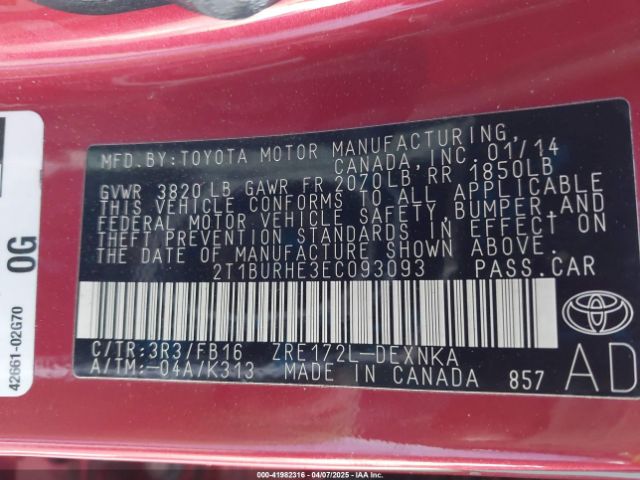 MFD.BY:TOYOTA MOTOR MANUFACTURING,
CANADA,INC. 01/14
GVWR 3820 LB GAWR FR 2070LB,RR 1850LB
THIS VEHICLE CONFORMS TO ALL APPLICABLE
FEDERAL MOTOR VEHICLE SAFETY,BUMPER AND
THEFT PREVENTION STANDARDS IN EFFECT ON
THE DATE OF MANUFACTURE SHOWN ABOVE.
2T1BURHE3EC093093 PASS.CAR
C/TR:3R3/FB16 ZRE172L-DEXNKA
A/TM:-04A/K313 MADE IN CANADA 857
AD
TOYOTA
0G
42661-02G70
000-41982316 - 04/07/2025 - IAAI.COM